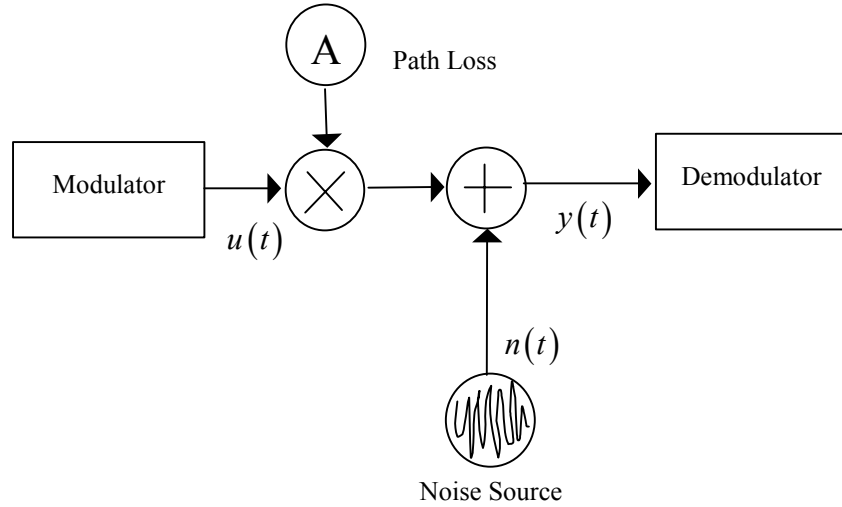 A
Path Loss
Modulator
Demodulator
u(t)
y(t)
n(t)
Noise Source